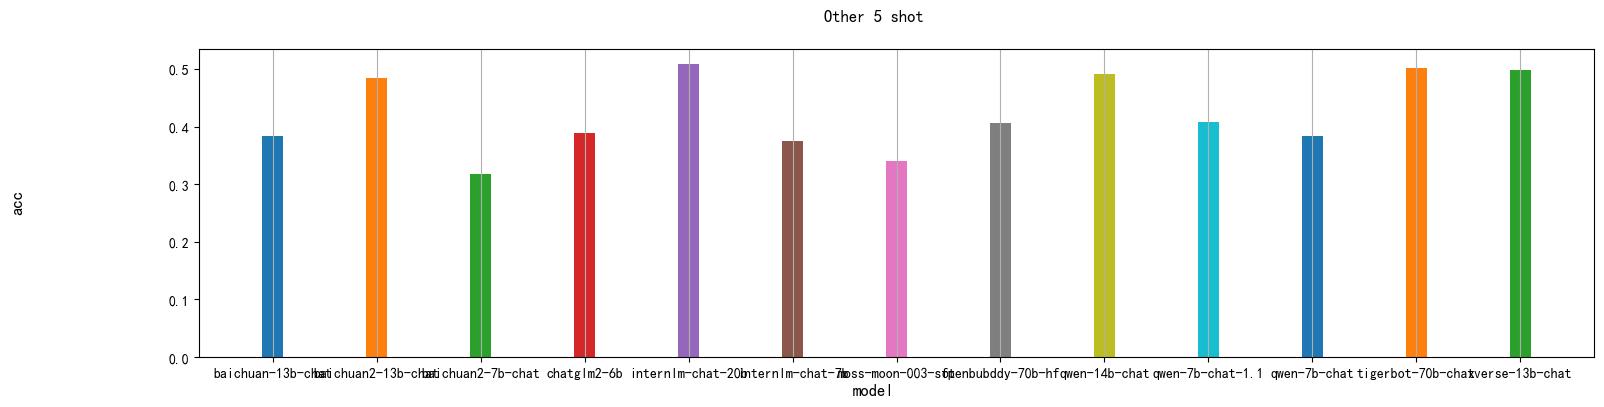 Other 5 shot
acc
0.5
0.4
0.3
0.2
0.1
0.0
baichuan-13b-chat baichuan2-13b-chat baichuan2-7b-chat chatglm2-6b internlm-chat-20b internlm-chat-7b moss-moon-003-sft openbubddy-70b-hf qwen-14b-chat qwen-7b-chat-1.1 qwen-7b-chat tigerbot-70b-chat xverse-13b-chat
model